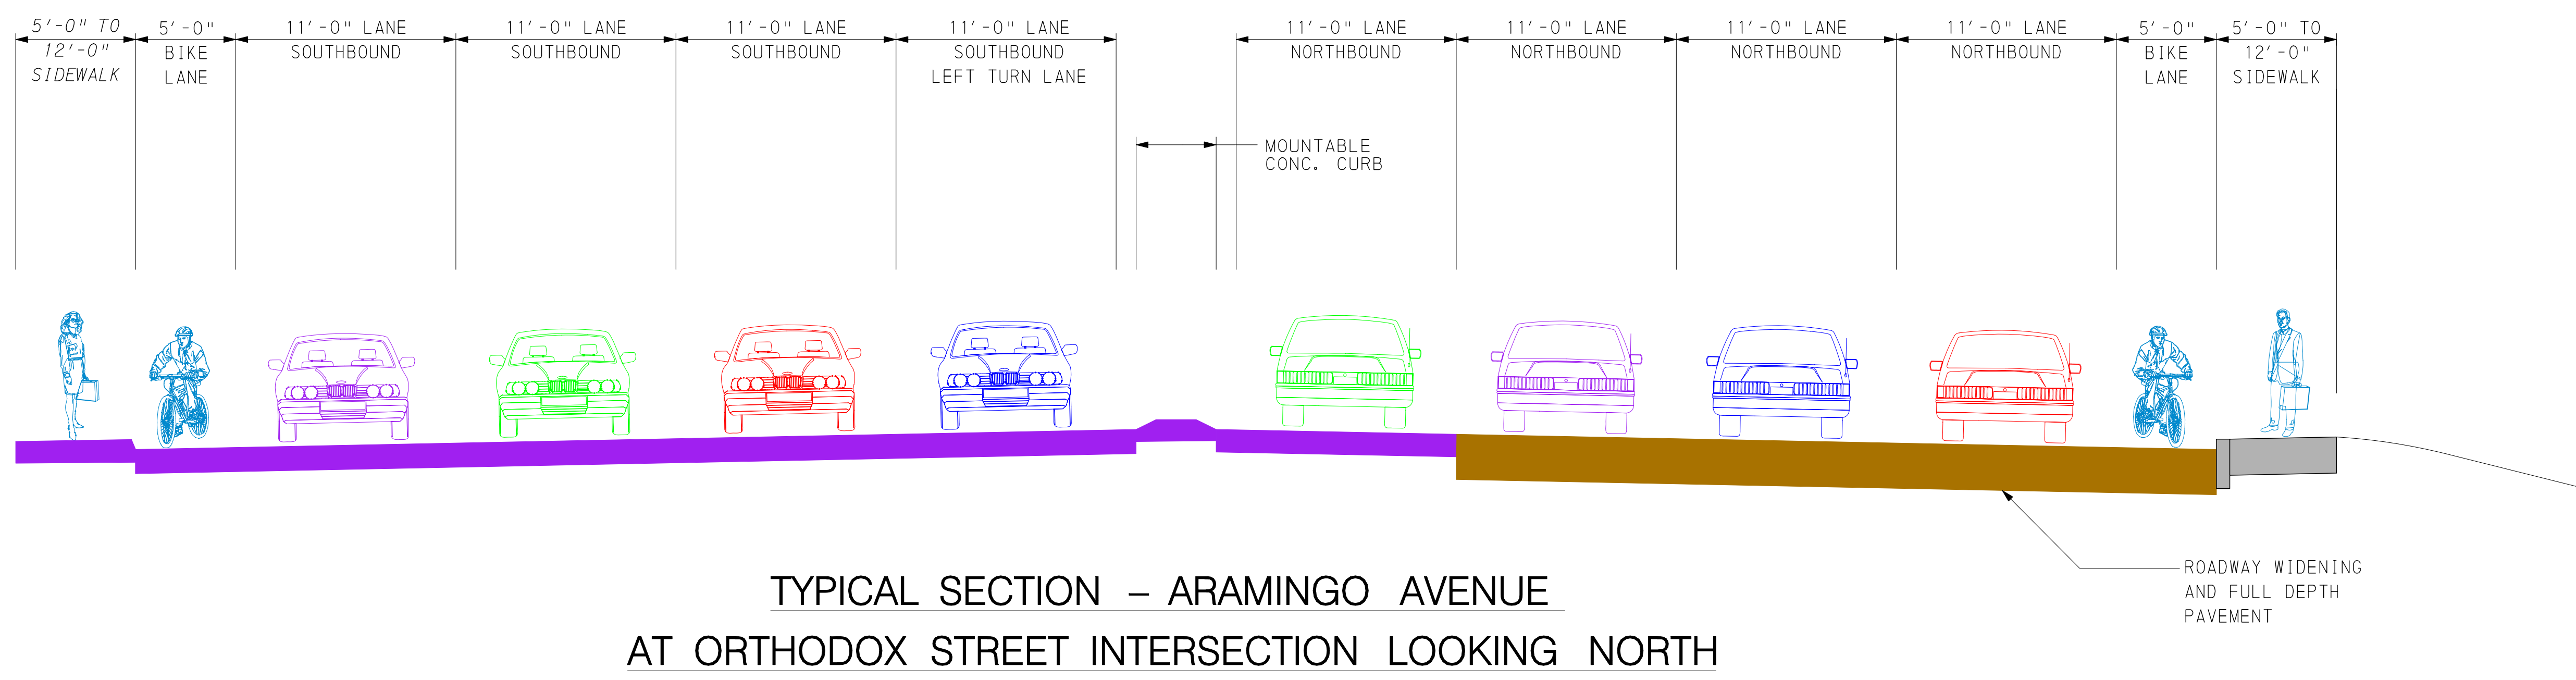 5'-0" TO
12'-0"
SIDEWALK
5'-0"
BIKE
LANE
11'-0" LANE
SOUTHBOUND
11'-0" LANE
SOUTHBOUND
11'-0" LANE
SOUTHBOUND
11'-0" LANE
SOUTHBOUND
LEFT TURN LANE
11'-0" LANE
NORTHBOUND
11'-0" LANE
NORTHBOUND
11'-0" LANE
NORTHBOUND
11'-0" LANE
NORTHBOUND
5'-0"
BIKE
LANE
5'-0" TO
12'-0"
SIDEWALK
MOUNTABLE
CONC. CURB
ROADWAY WIDENING
AND FULL DEPTH
PAVEMENT
TYPICAL SECTION – ARAMINGO AVENUE
AT ORTHODOX STREET INTERSECTION LOOKING NORTH